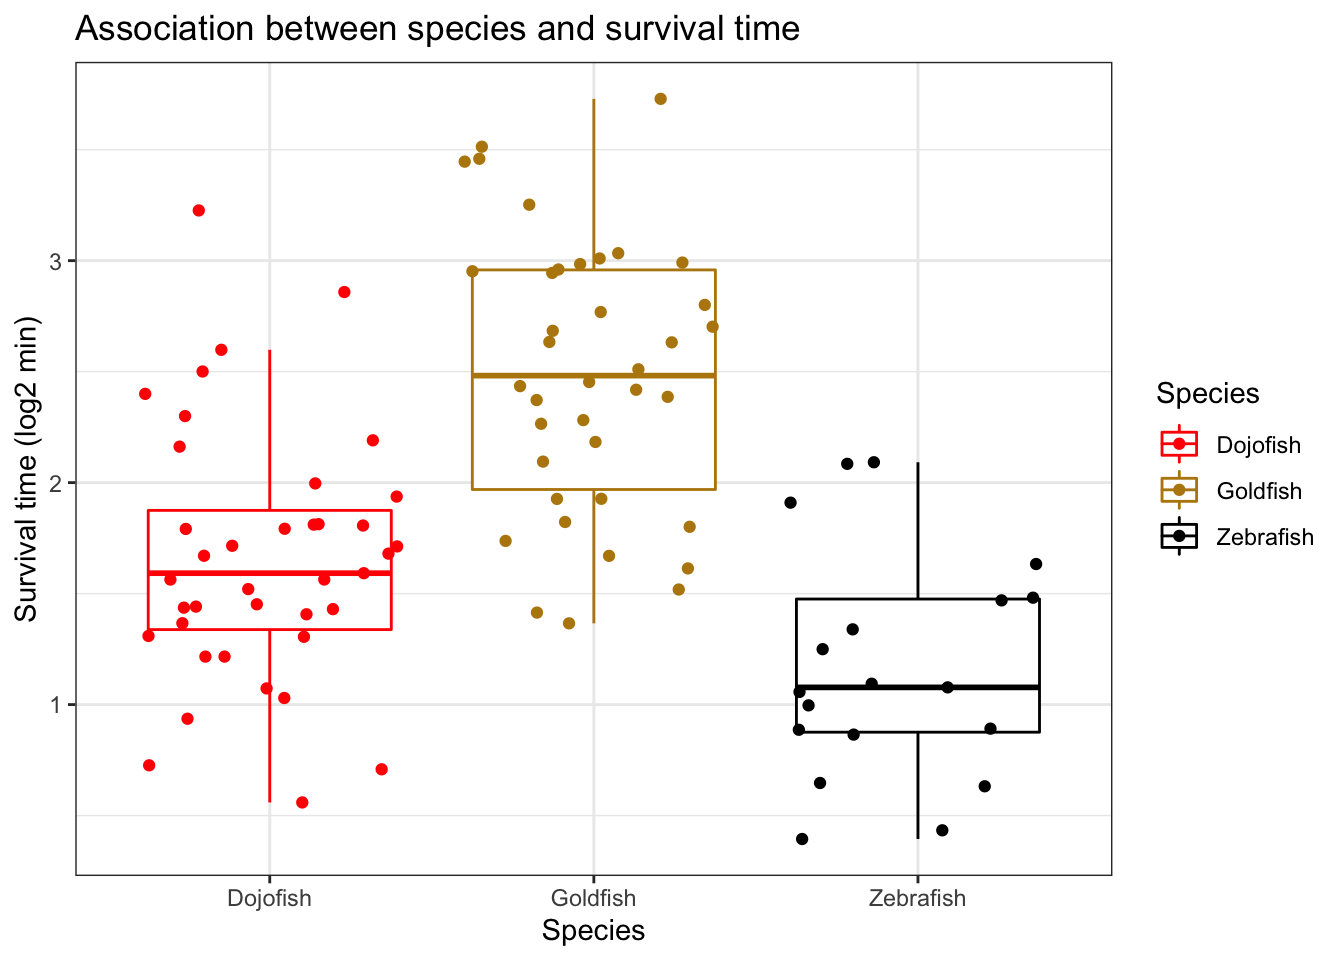 Association between species and survival time
Survival time (log2 min)
3
2
1
Dojofish
Goldfish
Zebrafish
Species
Species
Dojofish
Goldfish
Zebrafish